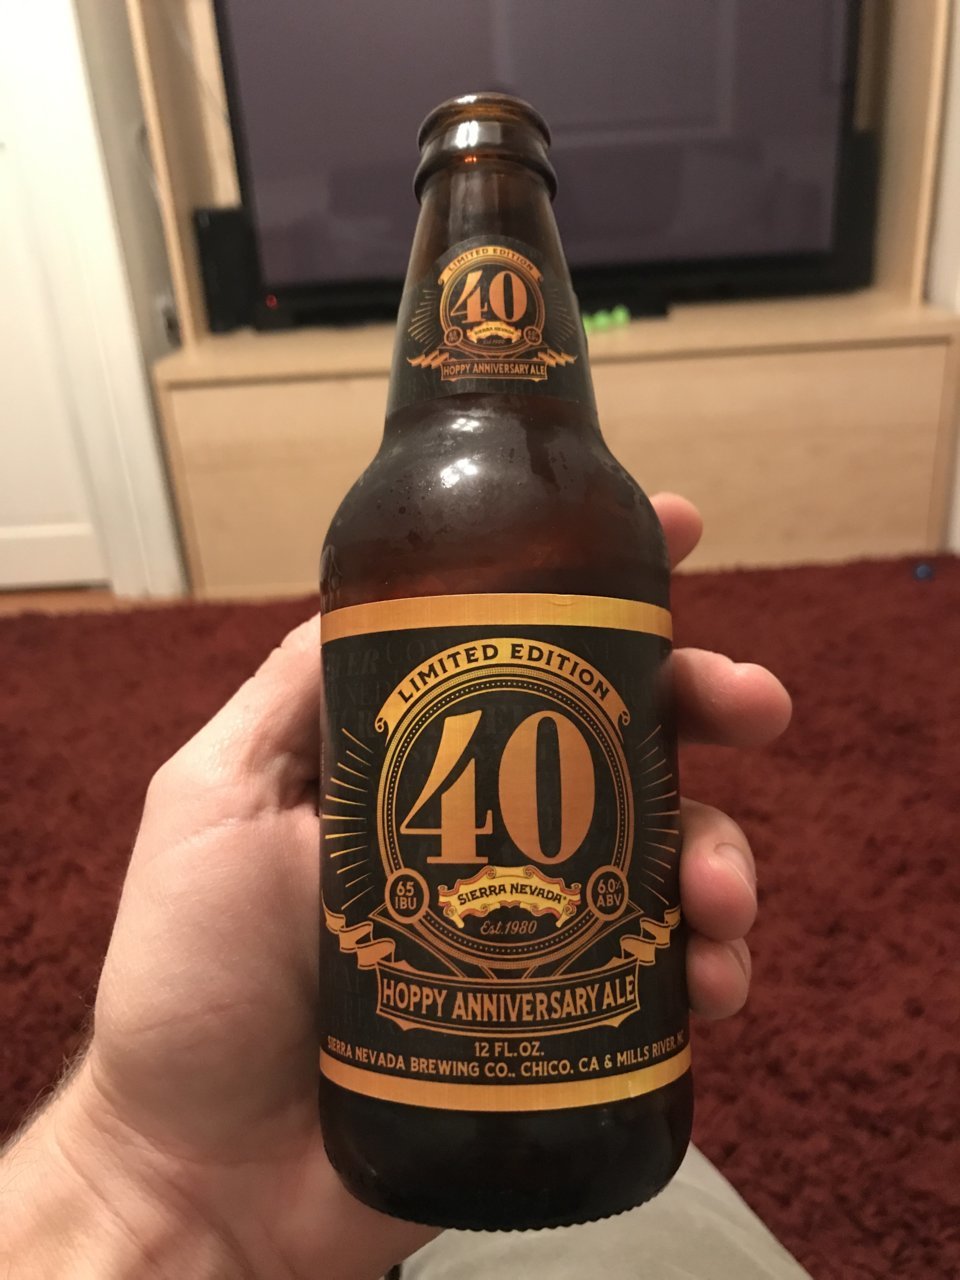 LIMITED EDITION
40
SIERRA NEVADA
Est. 1980
HOPPY ANNIVERSARY ALE
LIMITED EDITION
40
65
IBU
SIERRA NEVADA
6.0%
ABV
Est. 1980
HOPPY ANNIVERSARY ALE
12 FL. OZ.
SIERRA NEVADA BREWING CO., CHICO, CA & MILLS RIVER, NC